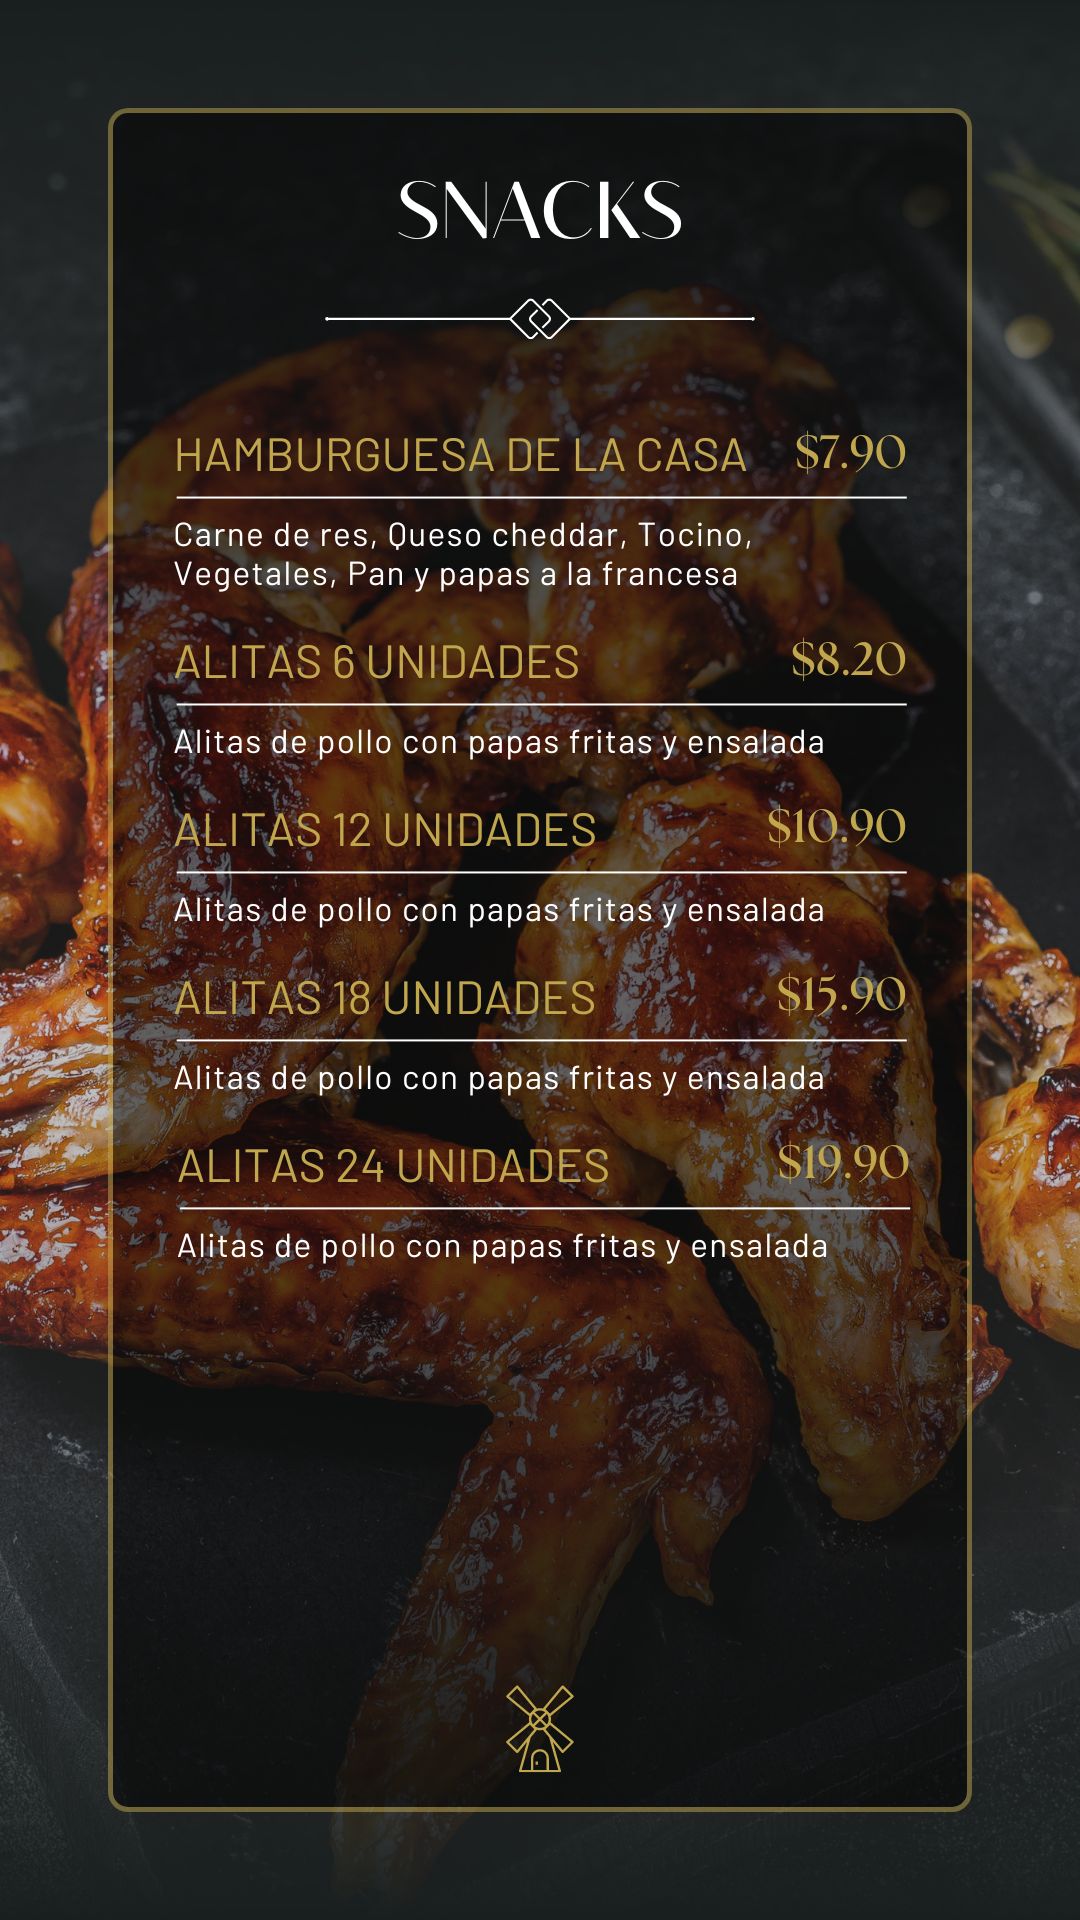 SNACKS
HAMBURGUESA DE LA CASA $7.90
Carne de res, Queso cheddar, Tocino,
Vegetales, Pan y papas a la francesa
ALITAS 6 UNIDADES $8.20
Alitas de pollo con papas fritas y ensalada
ALITAS 12 UNIDADES $10.90
Alitas de pollo con papas fritas y ensalada
ALITAS 18 UNIDADES $15.90
Alitas de pollo con papas fritas y ensalada
ALITAS 24 UNIDADES $19.90
Alitas de pollo con papas fritas y ensalada